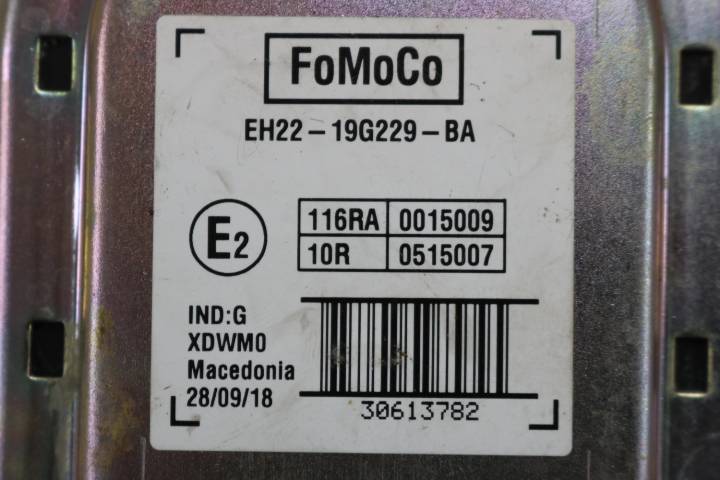 FoMoCo
EH22-19G229-BA
E2
116RA 0015009
10R 0515007
IND:G
XDWM0
Macedonia
28/09/18
30613782